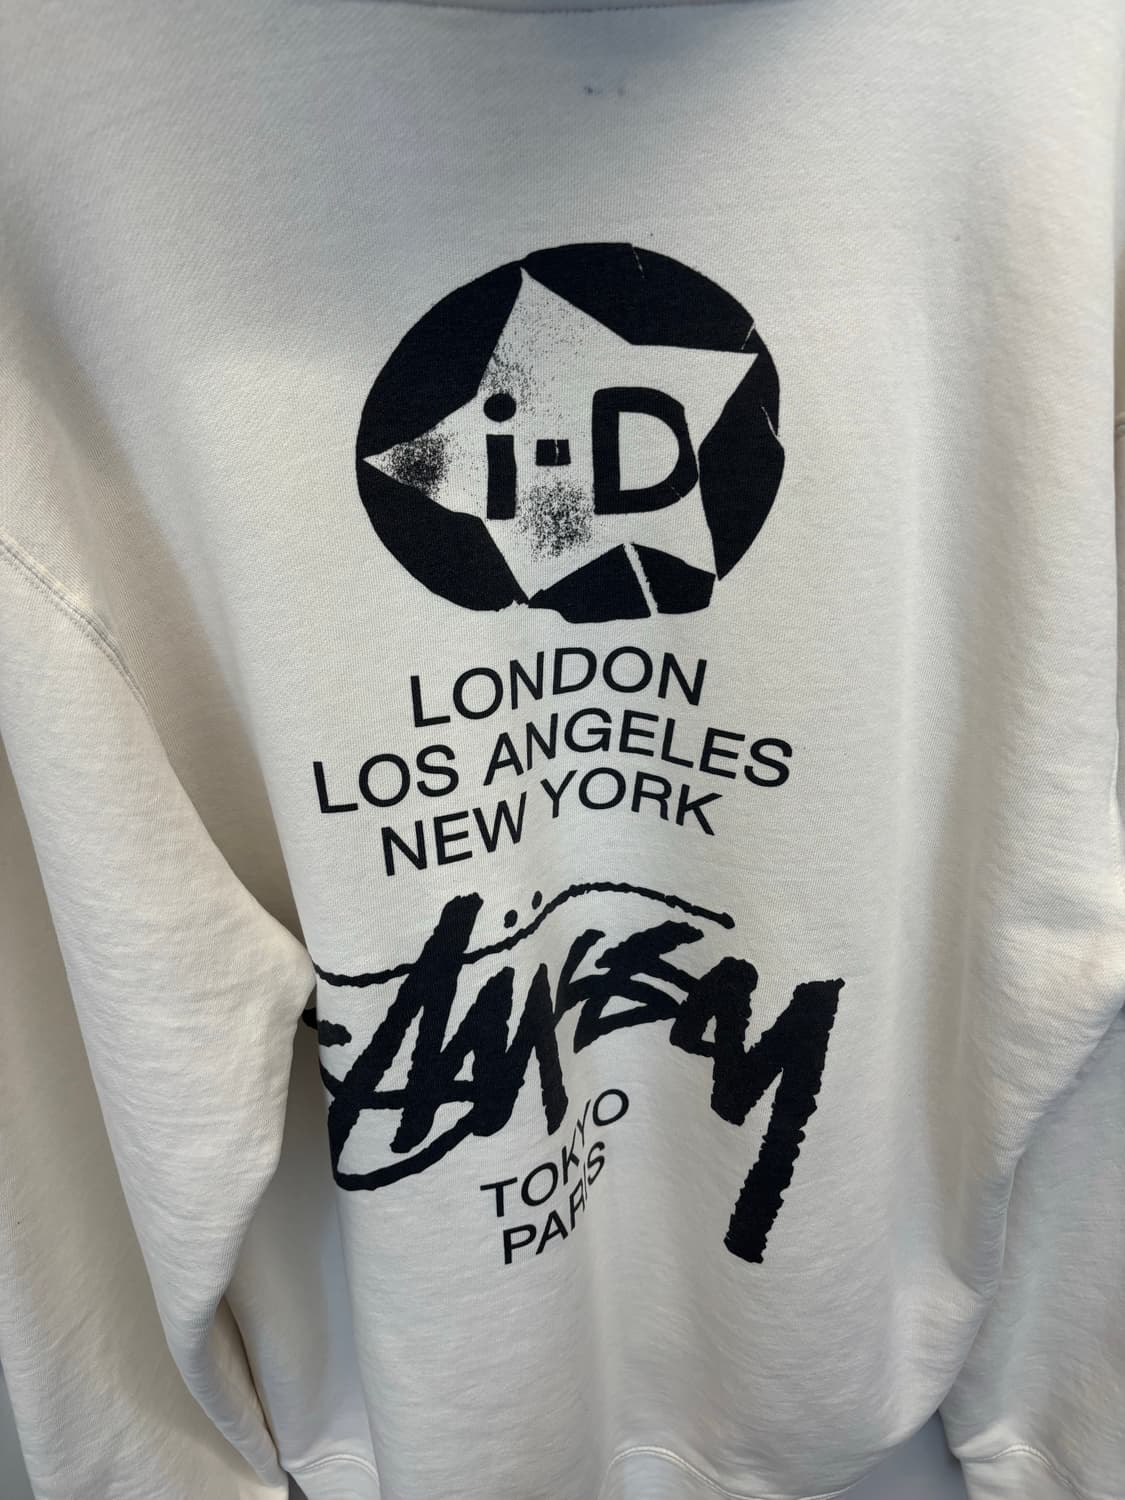 i-D
LONDON
LOS ANGELES
NEW YORK
Stüssy
TOKYO
PARIS